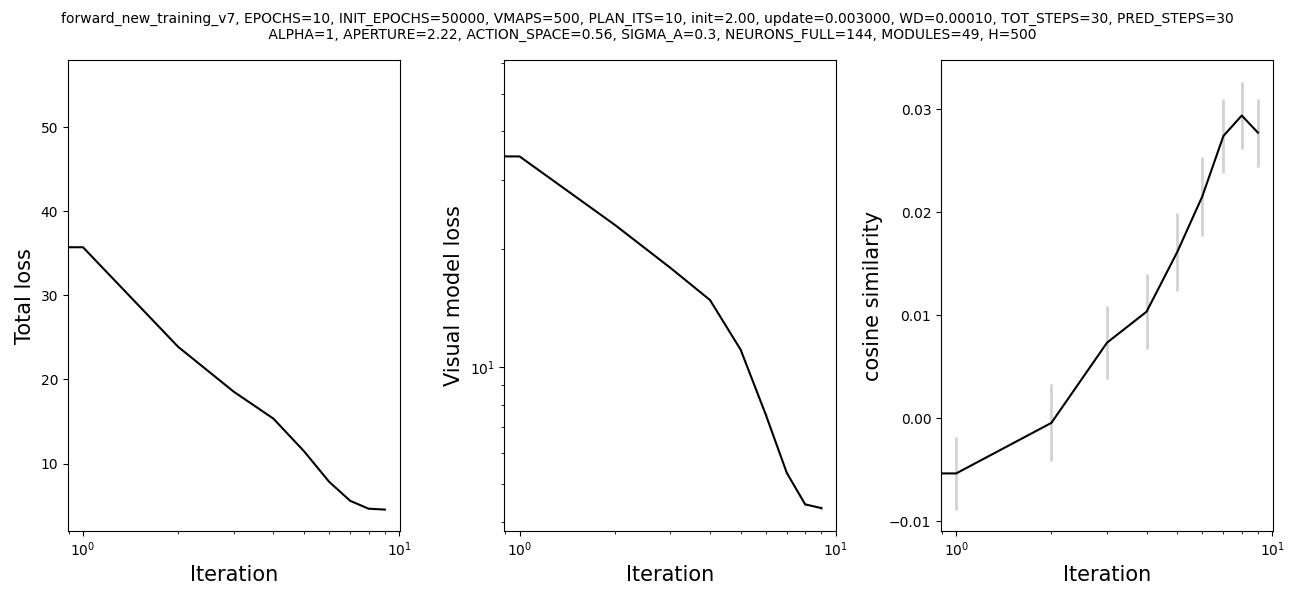 forward_new_training_v7, EPOCHS=10, INIT_EPOCHS=50000, VMAPS=500, PLAN_ITS=10, init=2.00, update=0.003000, WD=0.00010, TOT_STEPS=30, PRED_STEPS=30
ALPHA=1, APERTURE=2.22, ACTION_SPACE=0.56, SIGMA_A=0.3, NEURONS_FULL=144, MODULES=49, H=500
Total loss
50
40
30
20
10
10⁰
10¹
Iteration
Visual model loss
10¹
10⁰
10¹
Iteration
cosine similarity
0.03
0.02
0.01
0.00
−0.01
10⁰
10¹
Iteration